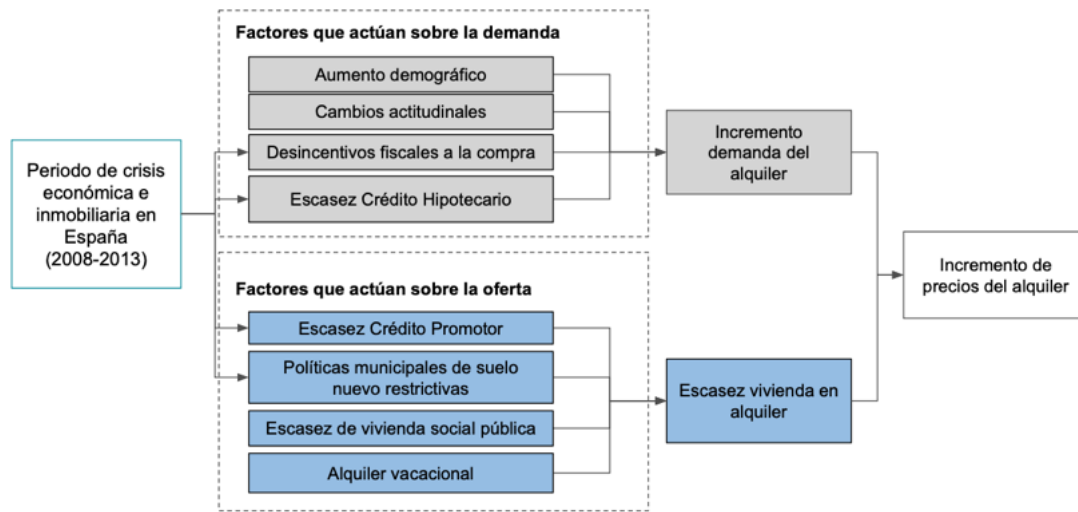 Periodo de crisis
económica e
inmobiliaria en
España
(2008-2013)
Factores que actúan sobre la demanda
Aumento demográfico
Cambios actitudinales
Desincentivos fiscales a la compra
Escasez Crédito Hipotecario
Factores que actúan sobre la oferta
Escasez Crédito Promotor
Políticas municipales de suelo
nuevo restrictivas
Escasez de vivienda social pública
Alquiler vacacional
Incremento
demanda del
alquiler
Escasez vivienda en
alquiler
Incremento de
precios del alquiler